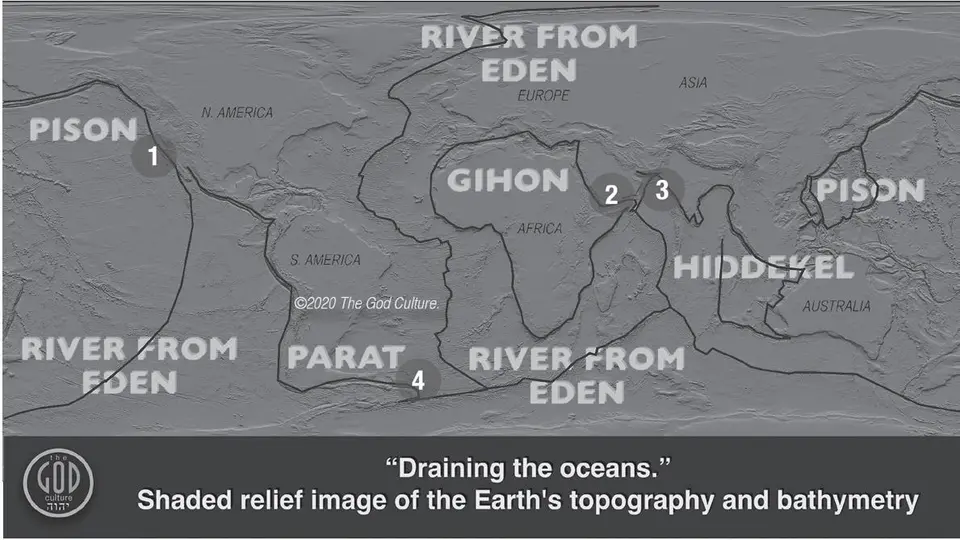 RIVER FROM
EDEN
EUROPE
ASIA
N. AMERICA
PISON
1
GIHON
2
3
PISON
AFRICA
S. AMERICA
HIDDEKEL
©2020 The God Culture.
AUSTRALIA
RIVER FROM
EDEN
PARAT
4
RIVER FROM
EDEN
the
GOD
culture
יהוה
“Draining the oceans.”
Shaded relief image of the Earth's topography and bathymetry